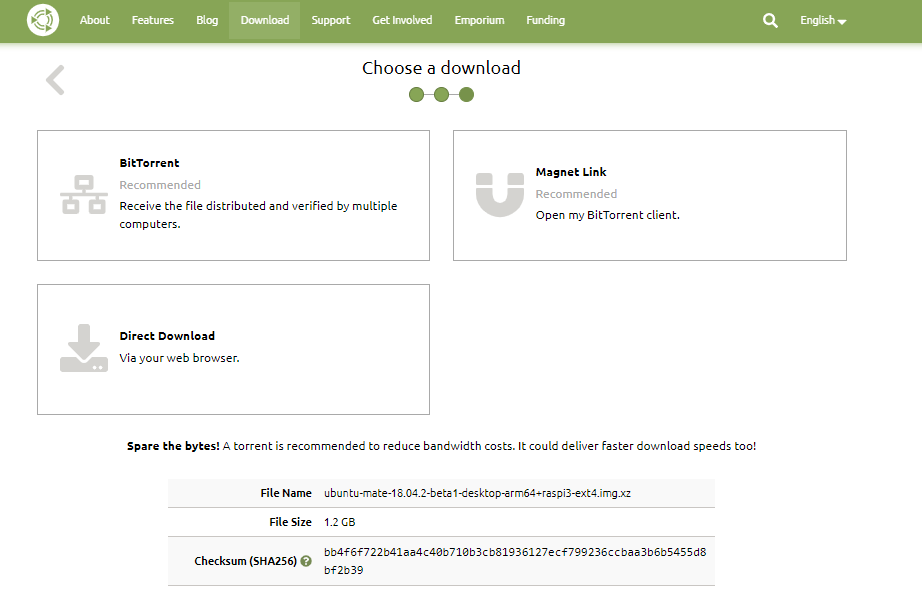 About Features Blog Download Support Get Involved Emporium Funding English
Choose a download
BitTorrent
Recommended
Receive the file distributed and verified by multiple
computers.
Magnet Link
Recommended
Open my BitTorrent client.
Direct Download
Via your web browser.
Spare the bytes! A torrent is recommended to reduce bandwidth costs. It could deliver faster download speeds too!
File Name ubuntu-mate-18.04.2-beta1-desktop-arm64+raspi3-ext4.img.xz
File Size 1.2 GB
Checksum (SHA256) ? bb4f6f722b41aa4c40b710b3cb81936127ecf799236ccbaa3b6b5455d8
bf2b39